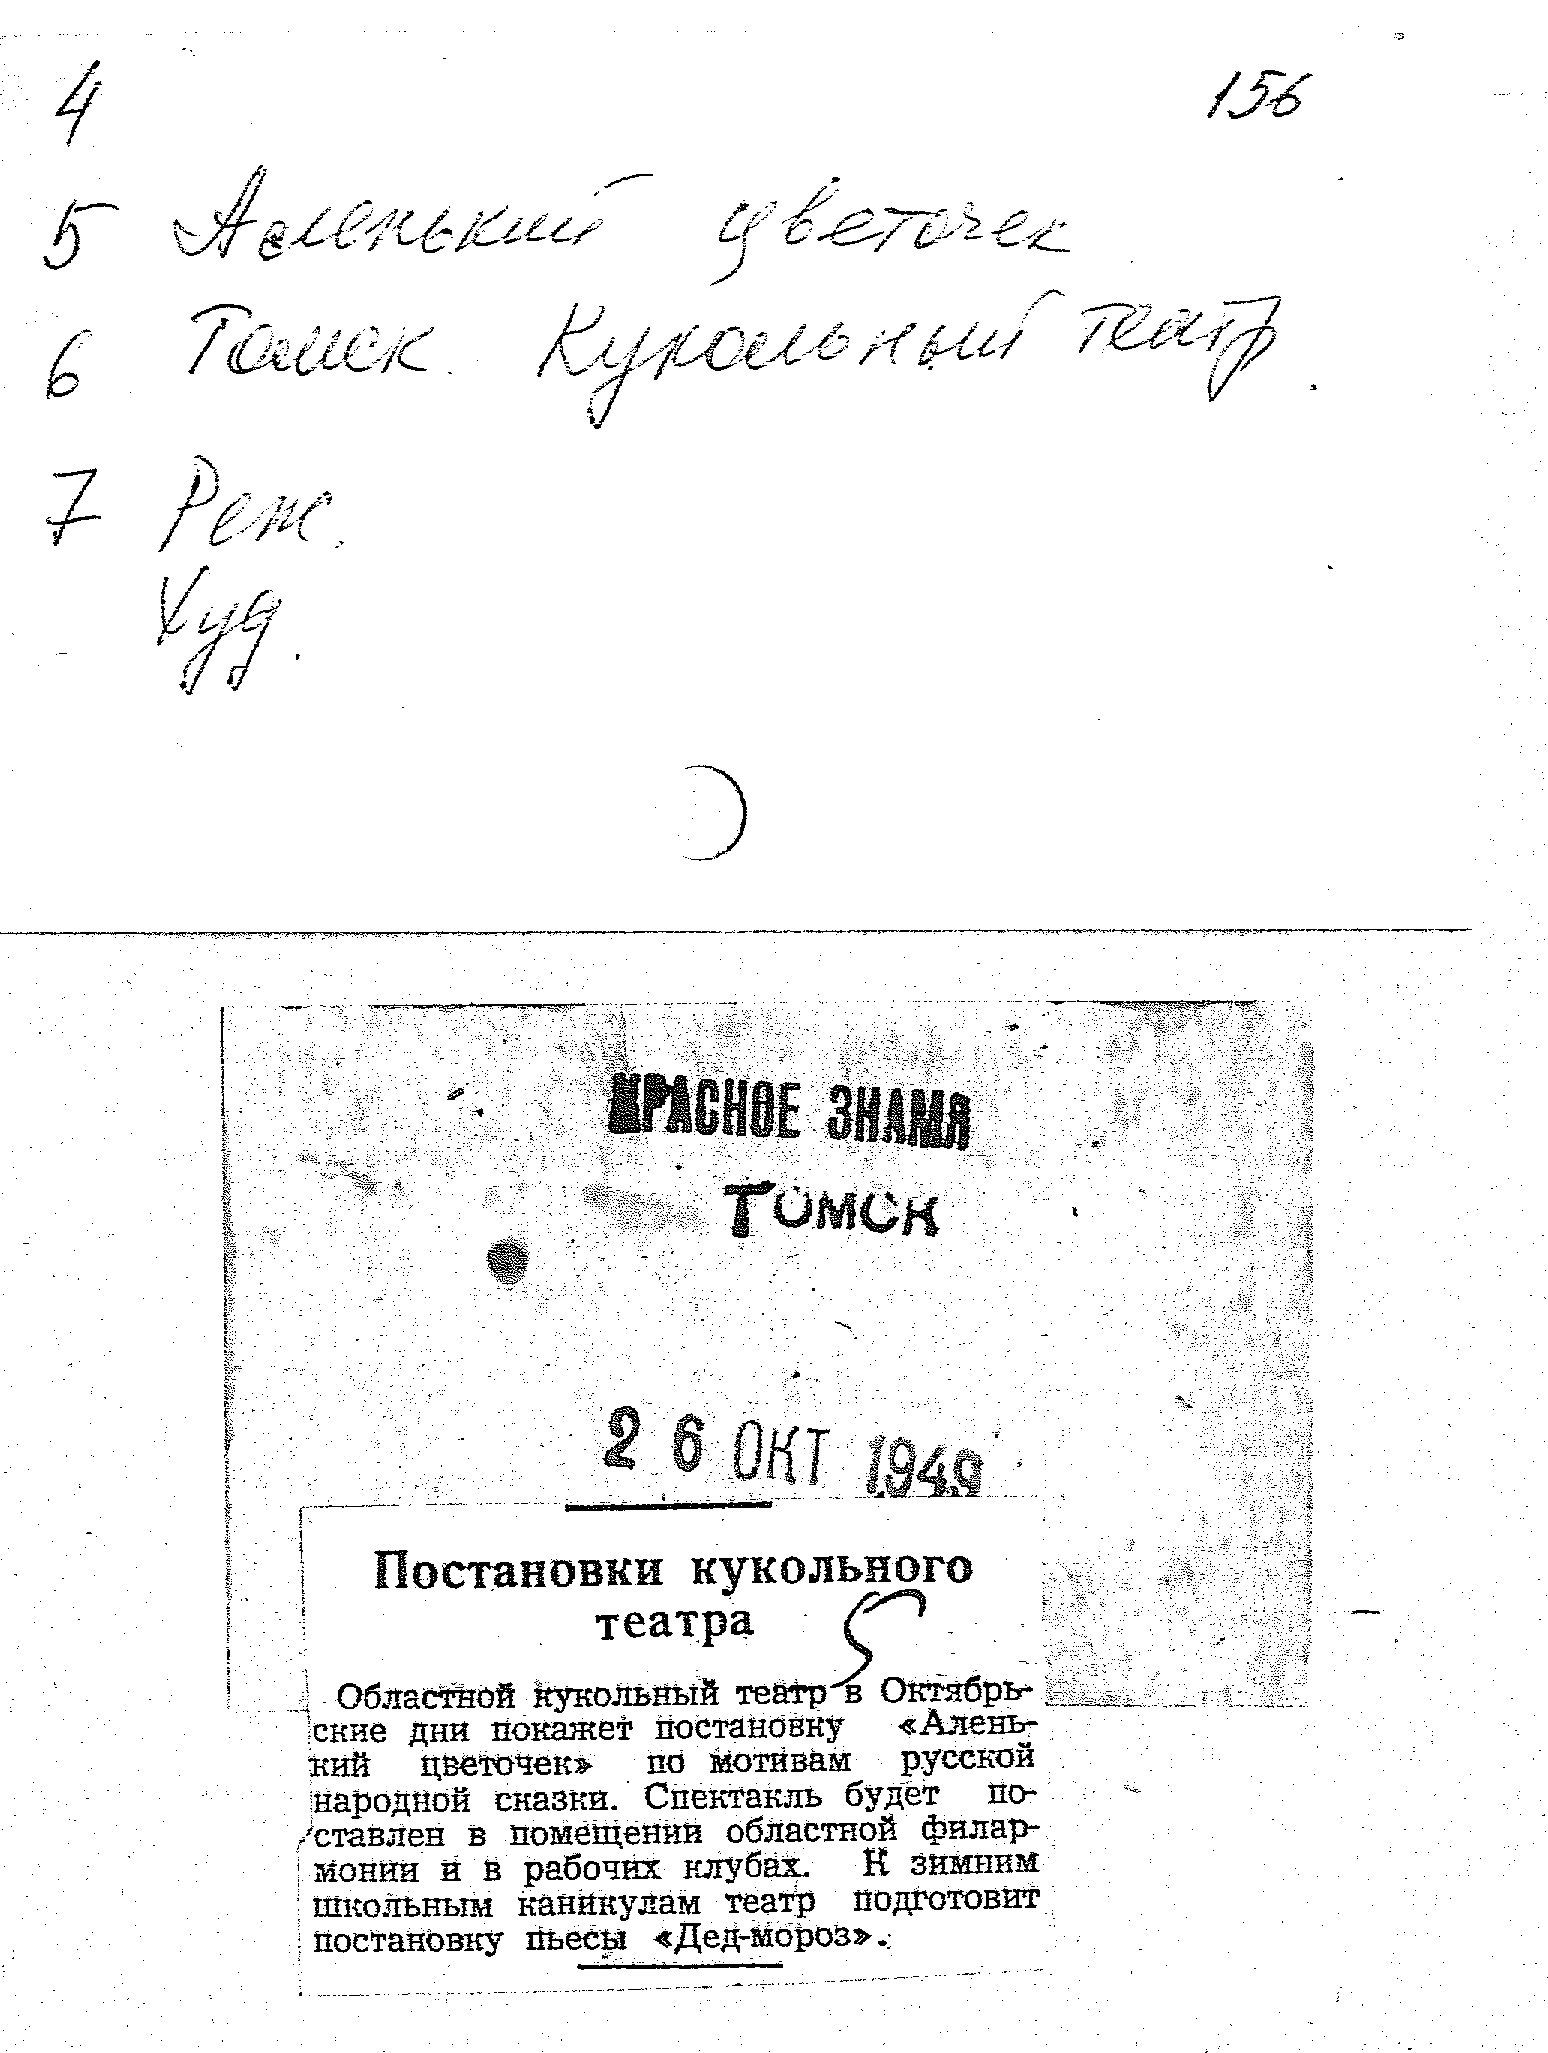 4
156
5 Аленький цветочек
6 Томск. Кукольный театр.
7 Реж.
Худ.
КРАСНОЕ ЗНАМЯ
ТОМСК
26 ОКТ 1949
Постановки кукольного
театра
Областной кукольный театр в Октябрь-
ские дни покажет постановку «Алень-
кий цветочек» по мотивам русской
народной сказки. Спектакль будет по-
ставлен в помещении областной филар-
монии и в рабочих клубах. К зимним
школьным каникулам театр подготовит
постановку пьесы «Дед-мороз».